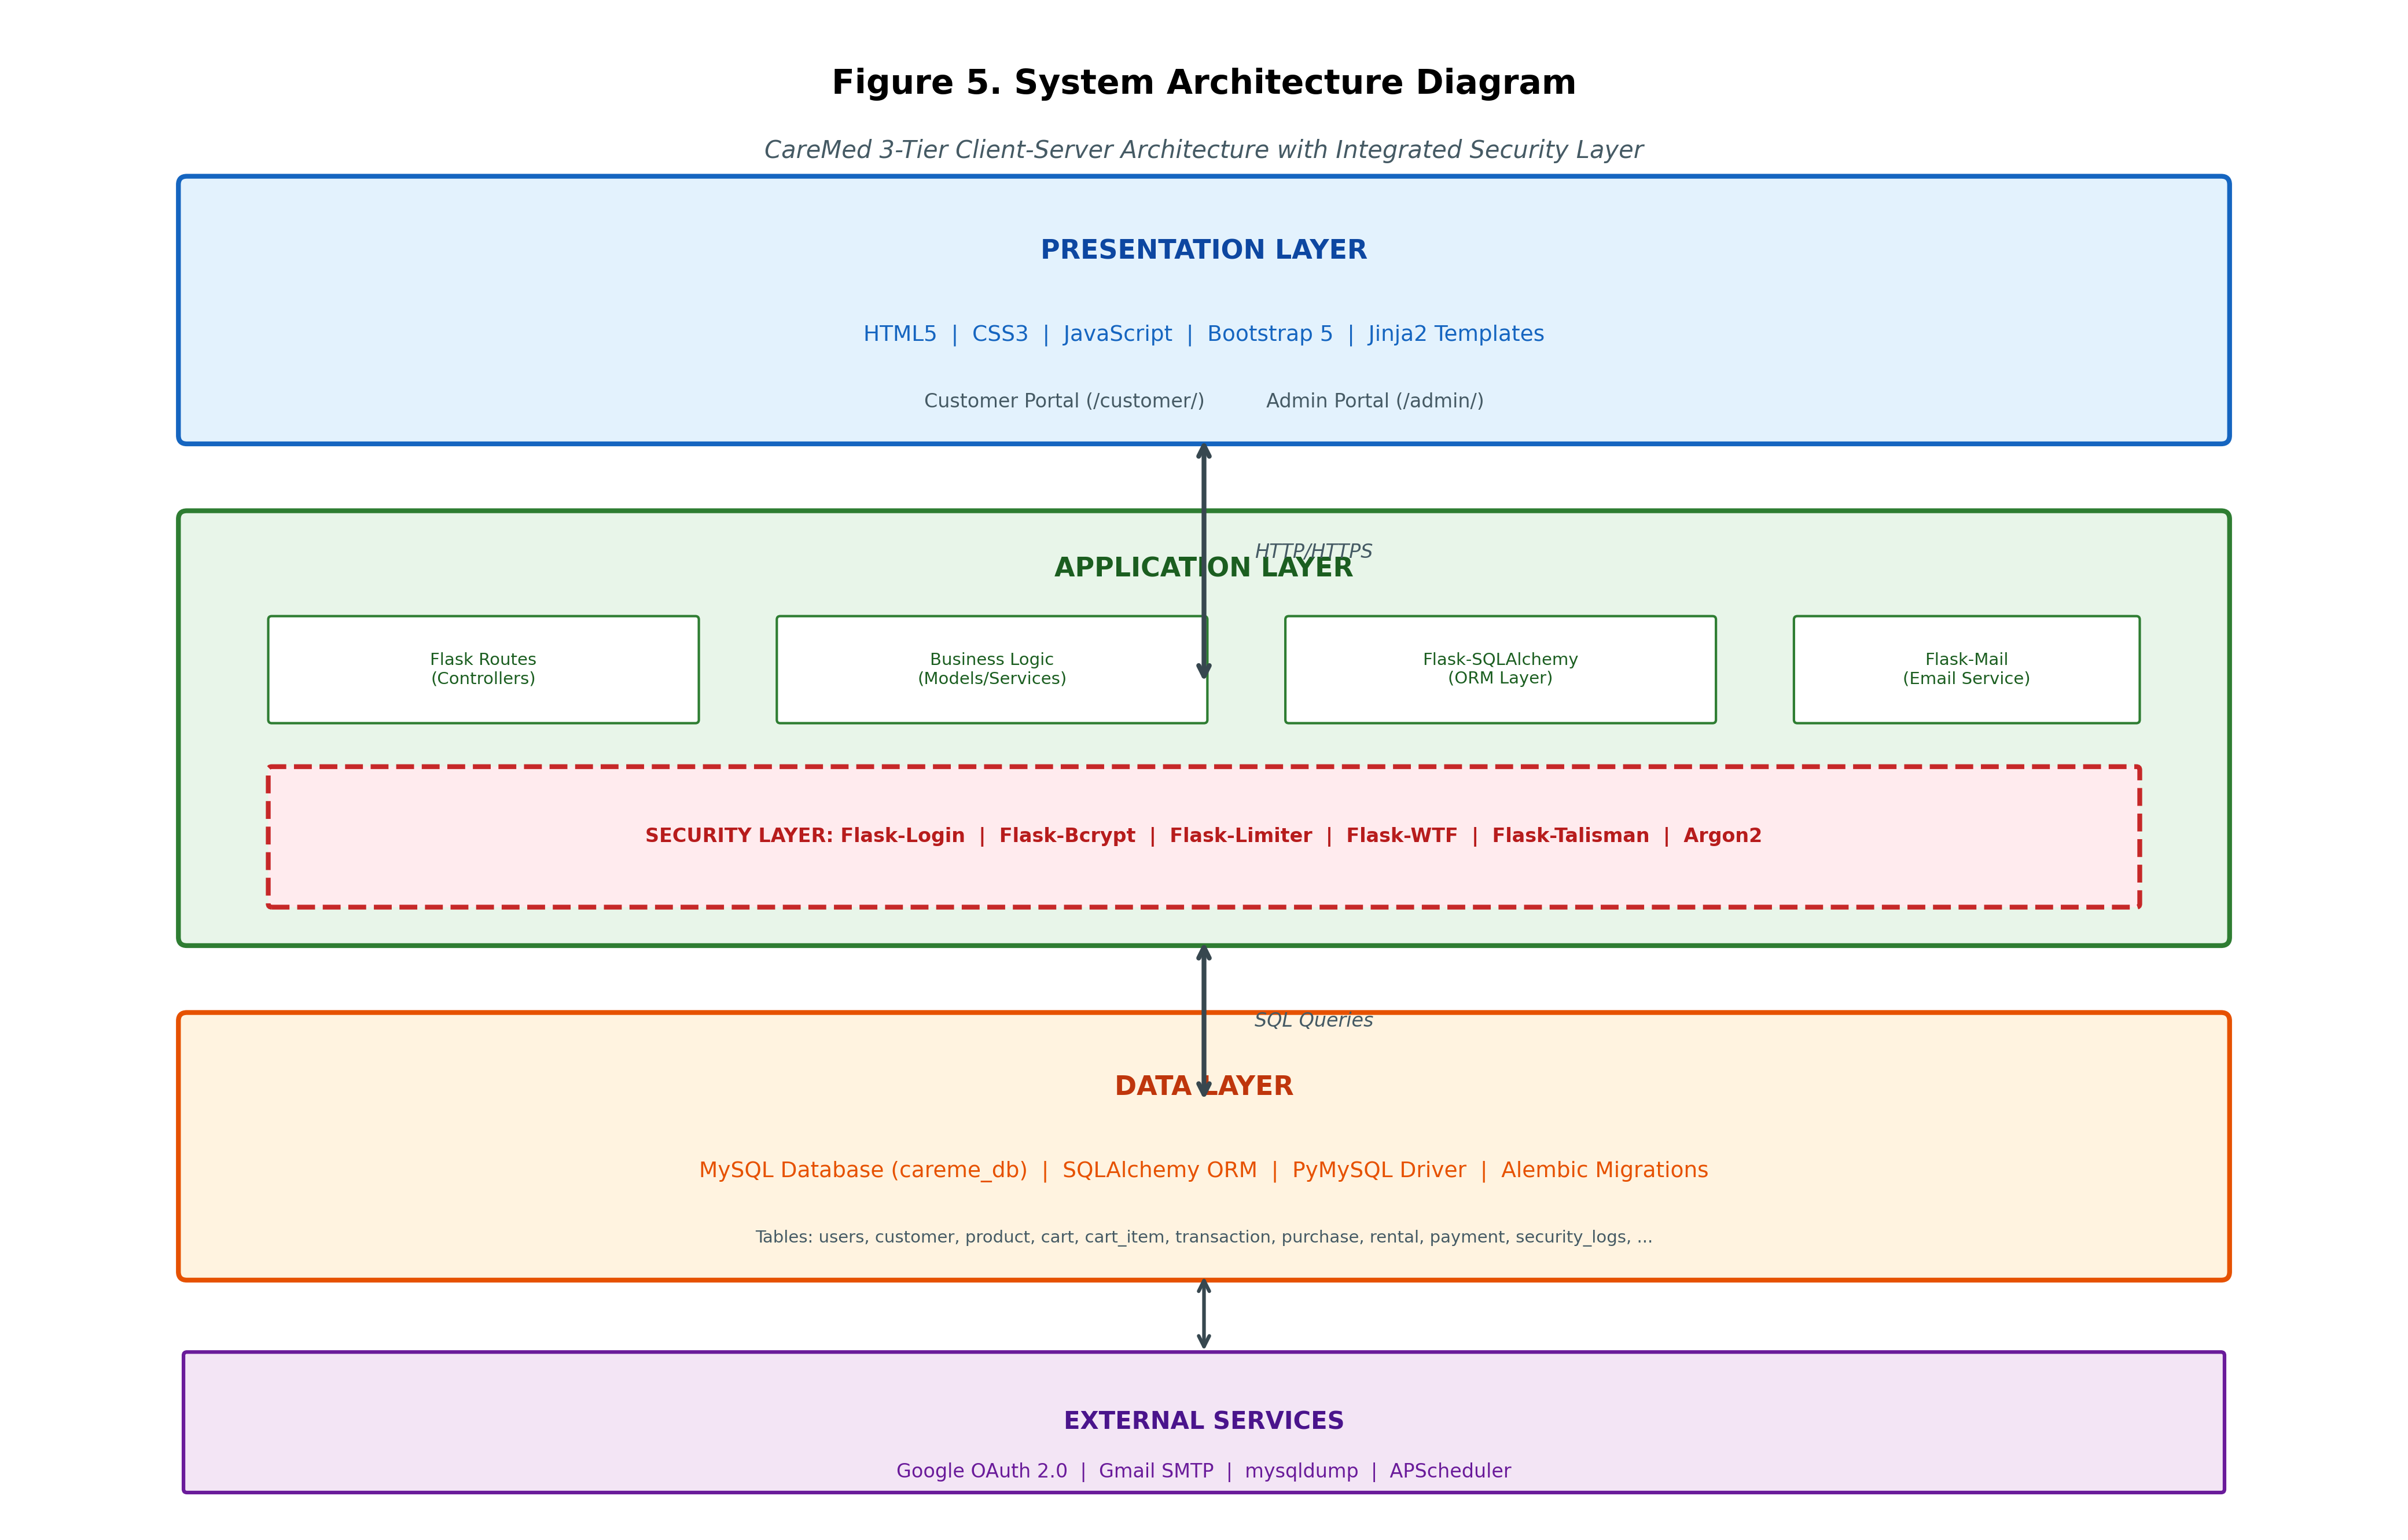 Figure 5. System Architecture Diagram
CareMed 3-Tier Client-Server Architecture with Integrated Security Layer
PRESENTATION LAYER
HTML5 | CSS3 | JavaScript | Bootstrap 5 | Jinja2 Templates
Customer Portal (/customer/) Admin Portal (/admin/)
HTTP/HTTPS
APPLICATION LAYER
Flask Routes
(Controllers)
Business Logic
(Models/Services)
Flask-SQLAlchemy
(ORM Layer)
Flask-Mail
(Email Service)
SECURITY LAYER: Flask-Login | Flask-Bcrypt | Flask-Limiter | Flask-WTF | Flask-Talisman | Argon2
SQL Queries
DATA LAYER
MySQL Database (careme_db) | SQLAlchemy ORM | PyMySQL Driver | Alembic Migrations
Tables: users, customer, product, cart, cart_item, transaction, purchase, rental, payment, security_logs, ...
EXTERNAL SERVICES
Google OAuth 2.0 | Gmail SMTP | mysqldump | APScheduler